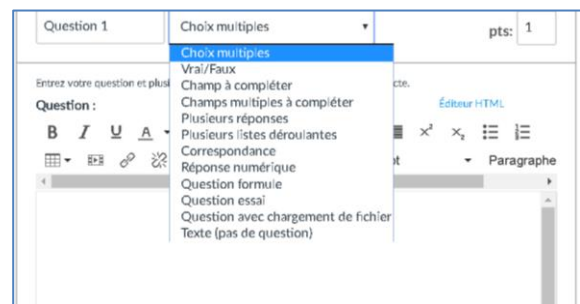 Question 1 Choix multiples pts: 1
Choix multiples
Vrai/Faux
Entrez votre question et plusi cte.
Champ à compléter
Champs multiples à compléter
Question : Éditeur HTML
Plusieurs réponses
Plusieurs listes déroulantes
B I U A x² x₂
Correspondance
Réponse numérique
Paragraphe
Question formule
Question essai
Question avec chargement de fichier
Texte (pas de question)